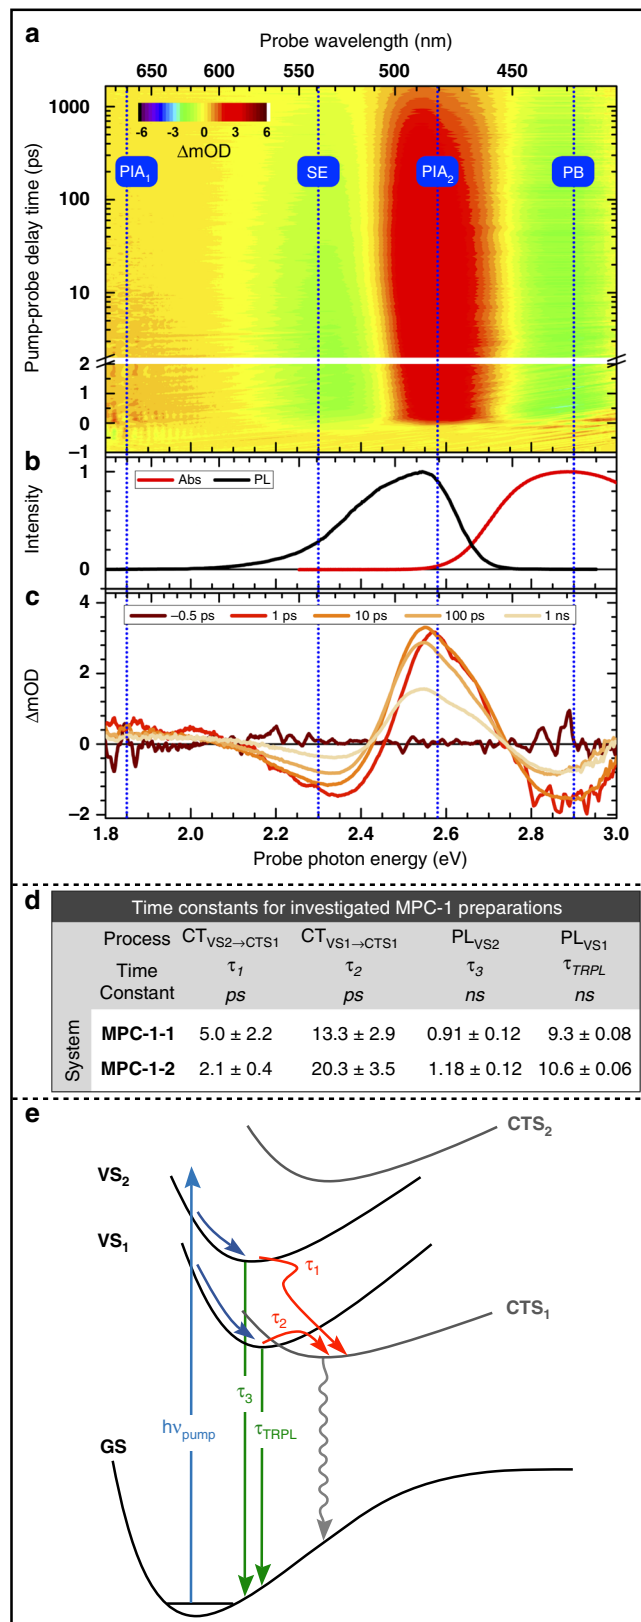 a
Probe wavelength (nm)
650 600 550 500 450
Pump-probe delay time (ps)
1000
100
10
2
1
0
−1
-6 -3 0 3 6
ΔmOD
PIA1 SE PIA2 PB
b
Intensity
1
0
Abs PL
c
−0.5 ps 1 ps 10 ps 100 ps 1 ns
ΔmOD
4
2
0
−2
1.8 2.0 2.2 2.4 2.6 2.8 3.0
Probe photon energy (eV)
d
Time constants for investigated MPC-1 preparations
Process CTVS2→CTS1 CTVS1→CTS1 PLVS2 PLVS1
Time Constant τ1 τ2 τ3 τTRPL
ps ps ns ns
System
MPC-1-1 5.0 ± 2.2 13.3 ± 2.9 0.91 ± 0.12 9.3 ± 0.08
MPC-1-2 2.1 ± 0.4 20.3 ± 3.5 1.18 ± 0.12 10.6 ± 0.06
e
CTS2
VS2
VS1
τ1
CTS1
τ2
τ3
hνpump
τTRPL
GS